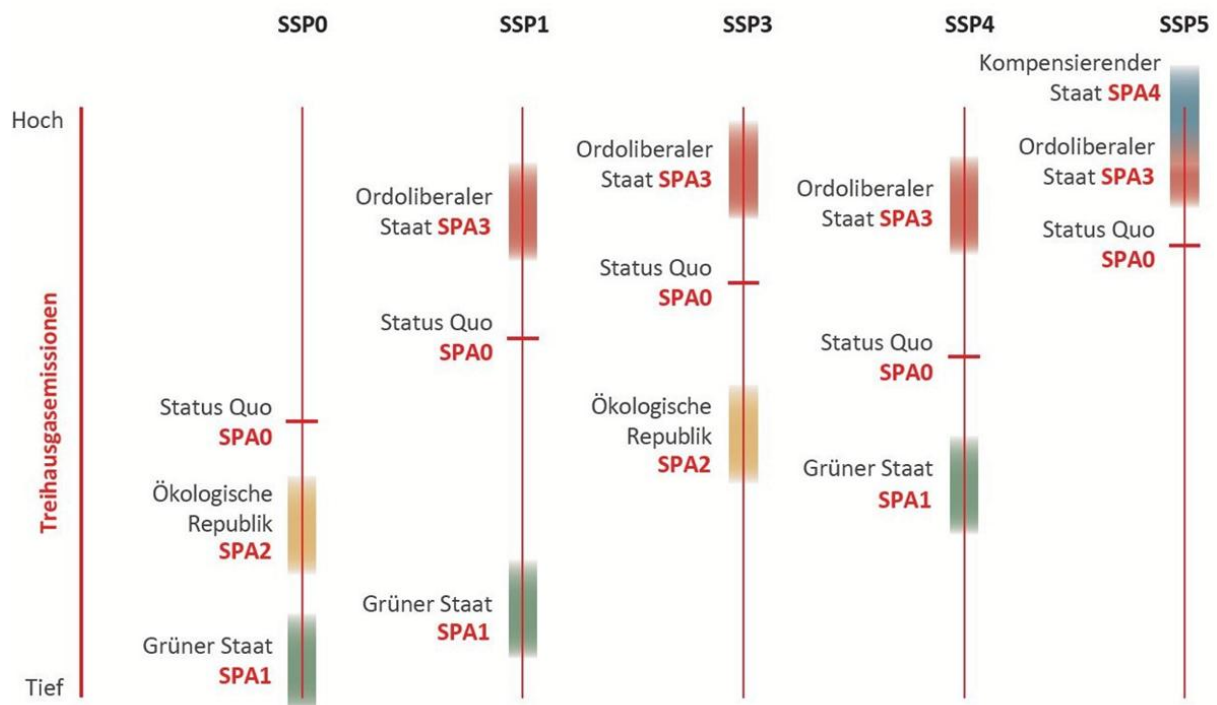 SSP0
SSP1
SSP3
SSP4
SSP5
Hoch
Treihausgasemissionen
Tief
Status Quo
SPA0
Ökologische
Republik
SPA2
Grüner Staat
SPA1
Ordoliberaler
Staat SPA3
Status Quo
SPA0
Grüner Staat
SPA1
Ordoliberaler
Staat SPA3
Status Quo
SPA0
Ökologische
Republik
SPA2
Ordoliberaler
Staat SPA3
Status Quo
SPA0
Grüner Staat
SPA1
Kompensierender
Staat SPA4
Ordoliberaler
Staat SPA3
Status Quo
SPA0